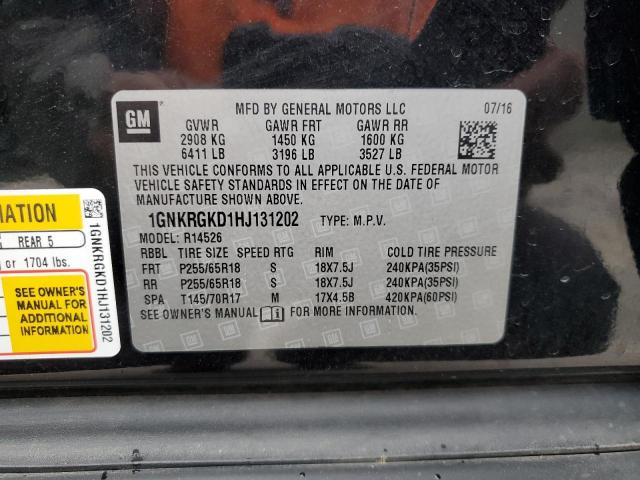 GM
MFD BY GENERAL MOTORS LLC 07/16
GVWR GAWR FRT GAWR RR
2908 KG 1450 KG 1600 KG
6411 LB 3196 LB 3527 LB
THIS VEHICLE CONFORMS TO ALL APPLICABLE U.S. FEDERAL MOTOR
VEHICLE SAFETY STANDARDS IN EFFECT ON THE DATE OF
MANUFACTURE SHOWN ABOVE.
1GNKRGKD1HJ131202 TYPE: M.P.V.
MODEL: R14526
RBBL TIRE SIZE SPEED RTG RIM COLD TIRE PRESSURE
FRT P255/65R18 S 18X7.5J 240KPA(35PSI)
RR P255/65R18 S 18X7.5J 240KPA(35PSI)
SPA T145/70R17 M 17X4.5B 420KPA(60PSI)
SEE OWNER'S MANUAL i FOR MORE INFORMATION
REAR 5
or 1704 lbs.
SEE OWNER'S
MANUAL FOR
ADDITIONAL
INFORMATION
1GNKRGKD1HJ131202